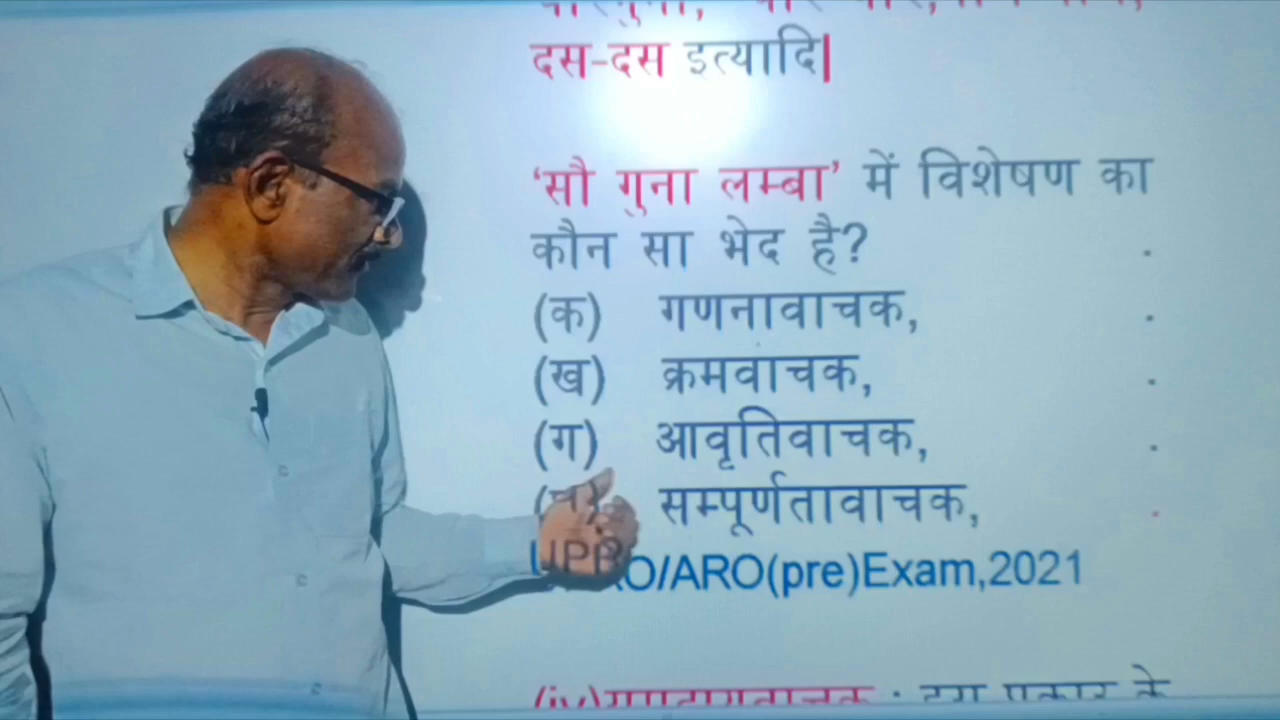 दस-दस इत्यादि|
‘सौ गुना लम्बा’ में विशेषण का
कौन सा भेद है?
(क) गणनावाचक,
(ख) क्रमवाचक,
(ग) आवृतिवाचक,
सम्पूर्णतावाचक,
O/ARO(pre)Exam,2021